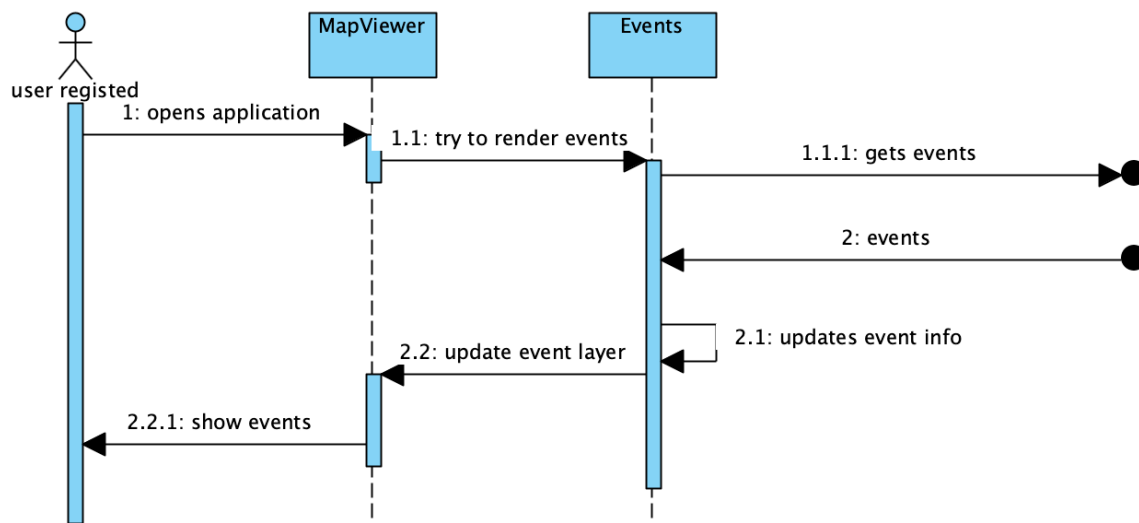 MapViewer
Events
user registed
1: opens application
1.1: try to render events
1.1.1: gets events
2: events
2.1: updates event info
2.2: update event layer
2.2.1: show events